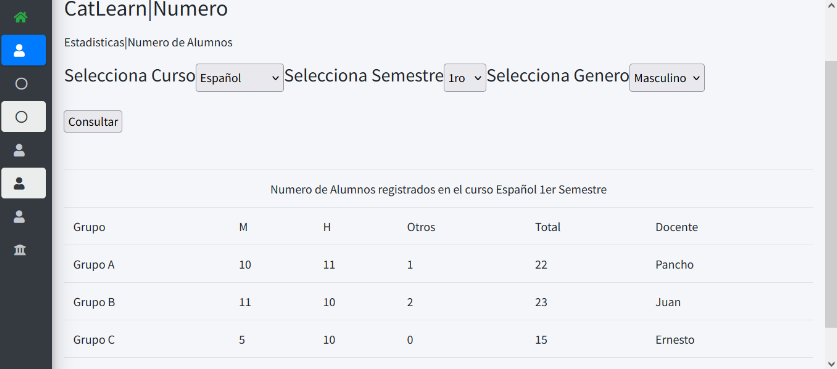 CatLearn|Numero
Estadisticas|Numero de Alumnos
Selecciona Curso Español Selecciona Semestre 1ro Selecciona Genero Masculino
Consultar
Numero de Alumnos registrados en el curso Español 1er Semestre
Grupo M H Otros Total Docente
Grupo A 10 11 1 22 Pancho
Grupo B 11 10 2 23 Juan
Grupo C 5 10 0 15 Ernesto